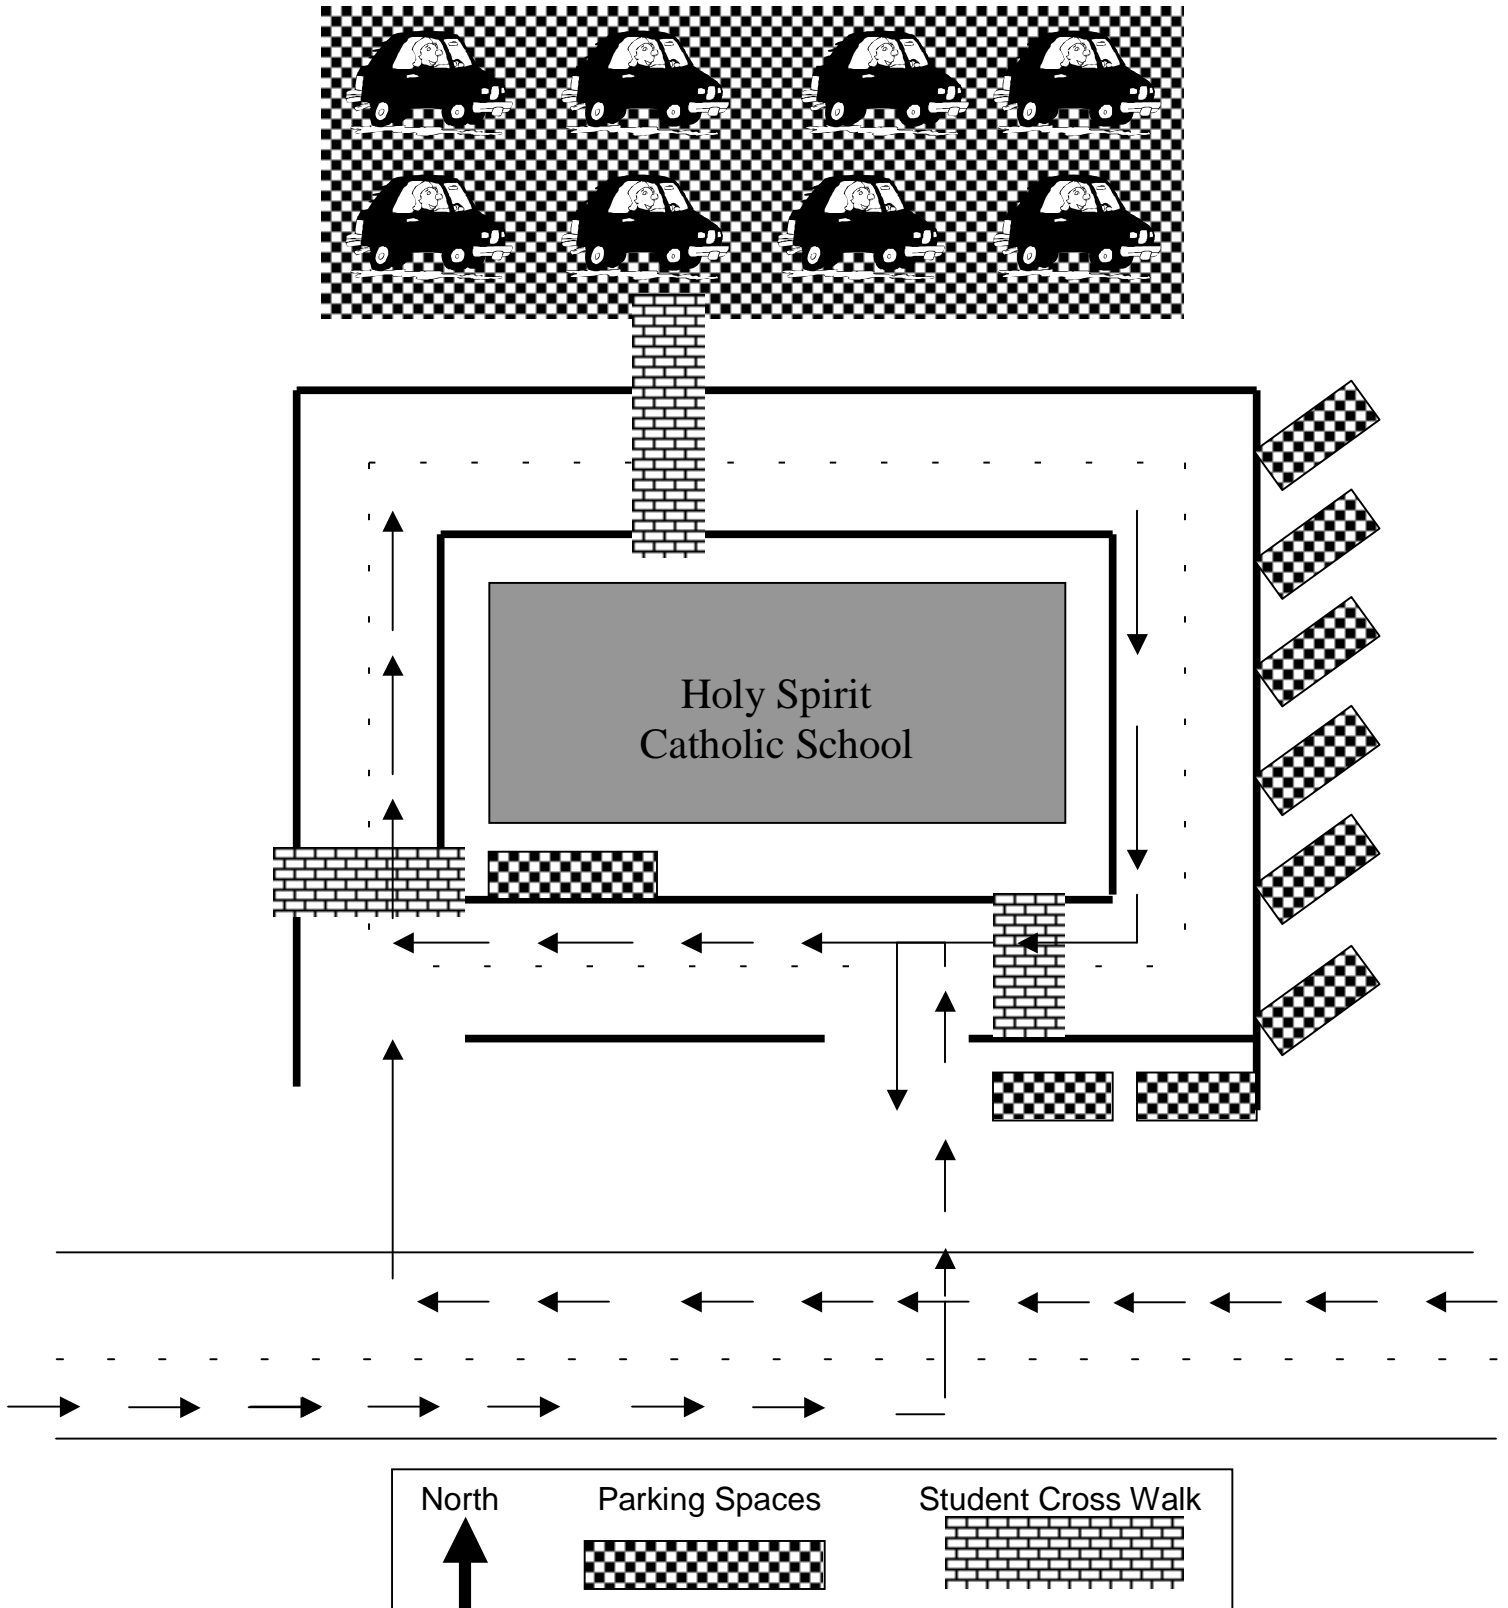 Holy Spirit
Catholic School
North
Parking Spaces
Student Cross Walk